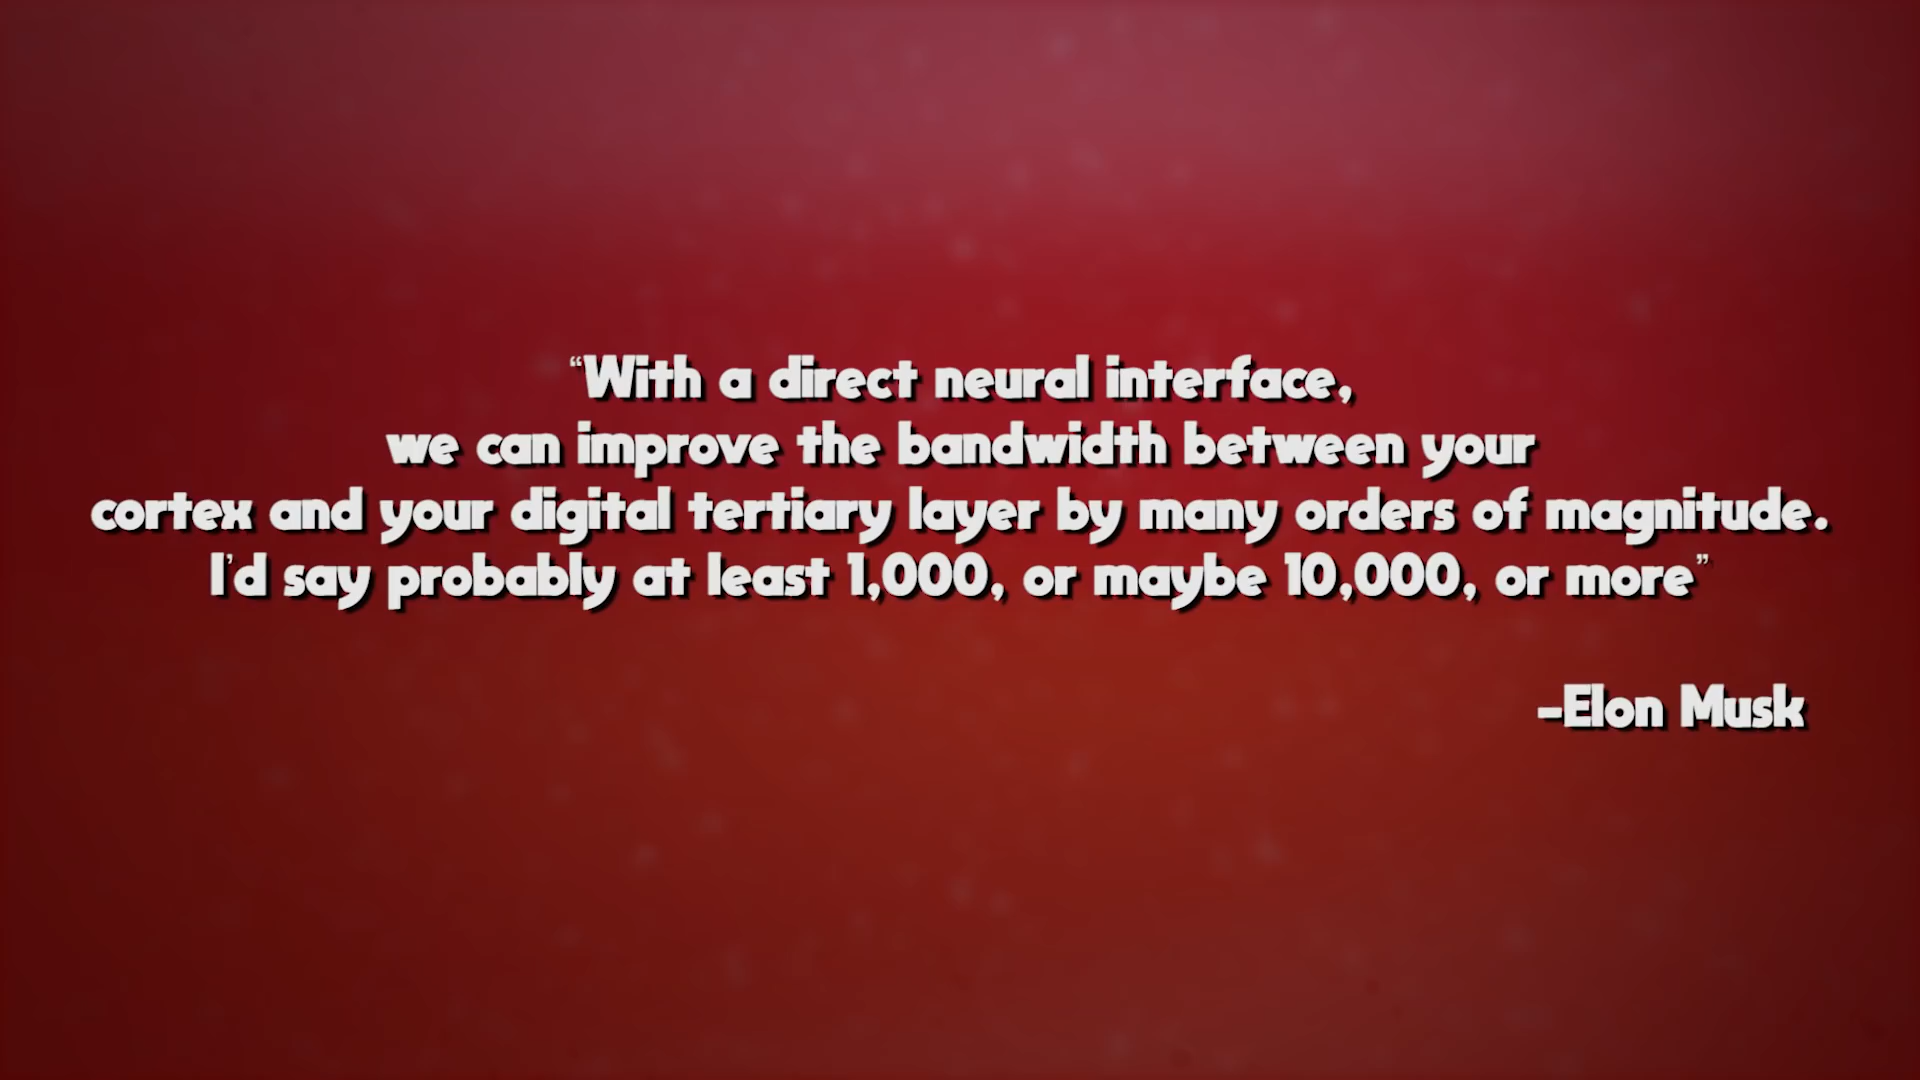 “With a direct neural interface,
we can improve the bandwidth between your
cortex and your digital tertiary layer by many orders of magnitude.
I’d say probably at least 1,000, or maybe 10,000, or more”
-Elon Musk